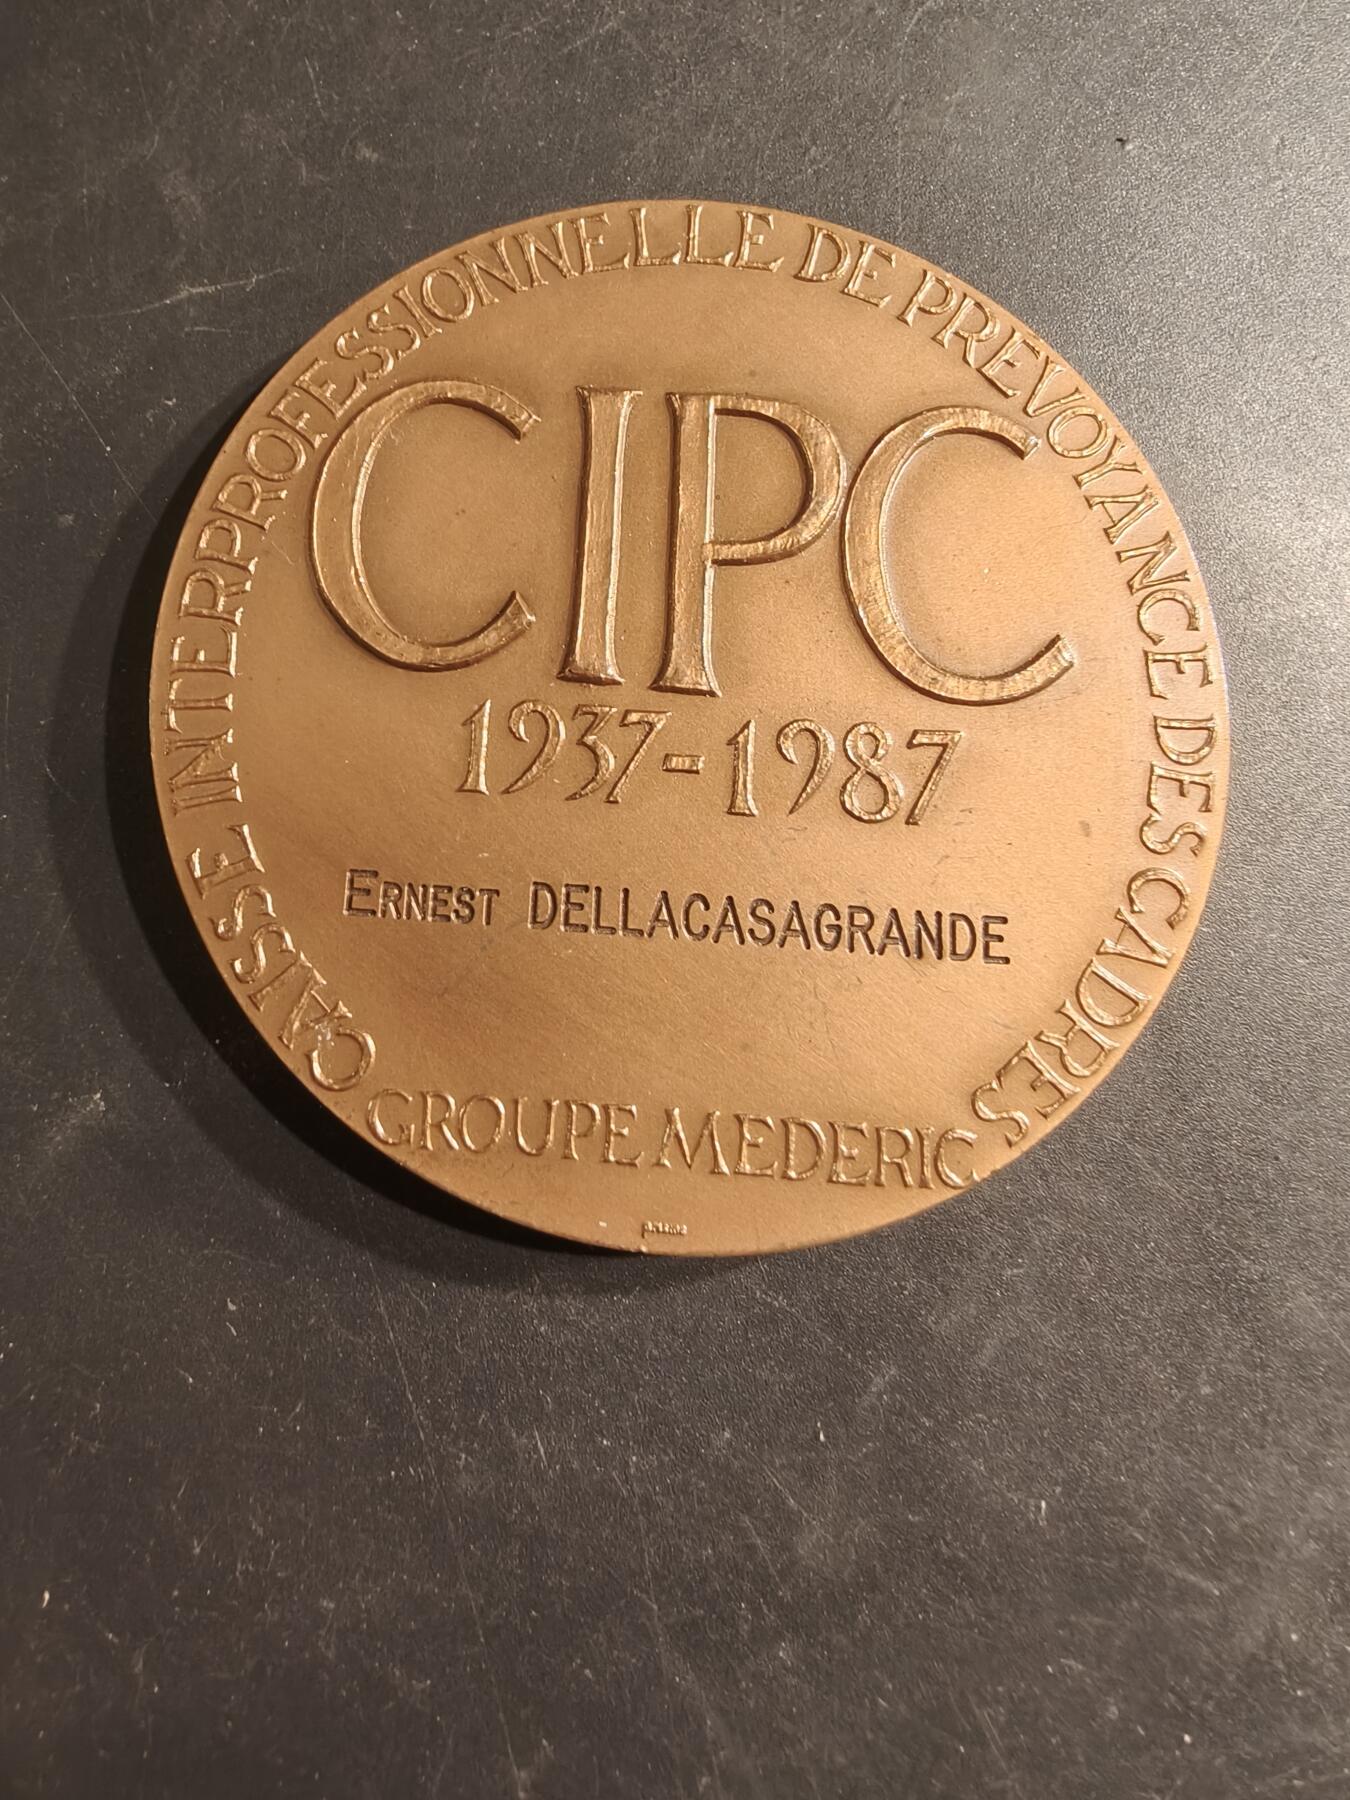 CAISSE INTERPROFESSIONNELLE DE PREVOYANCE DES CADRES
CIPC
1937-1987
ERNEST DELLACASAGRANDE
GROUPE MEDERIC